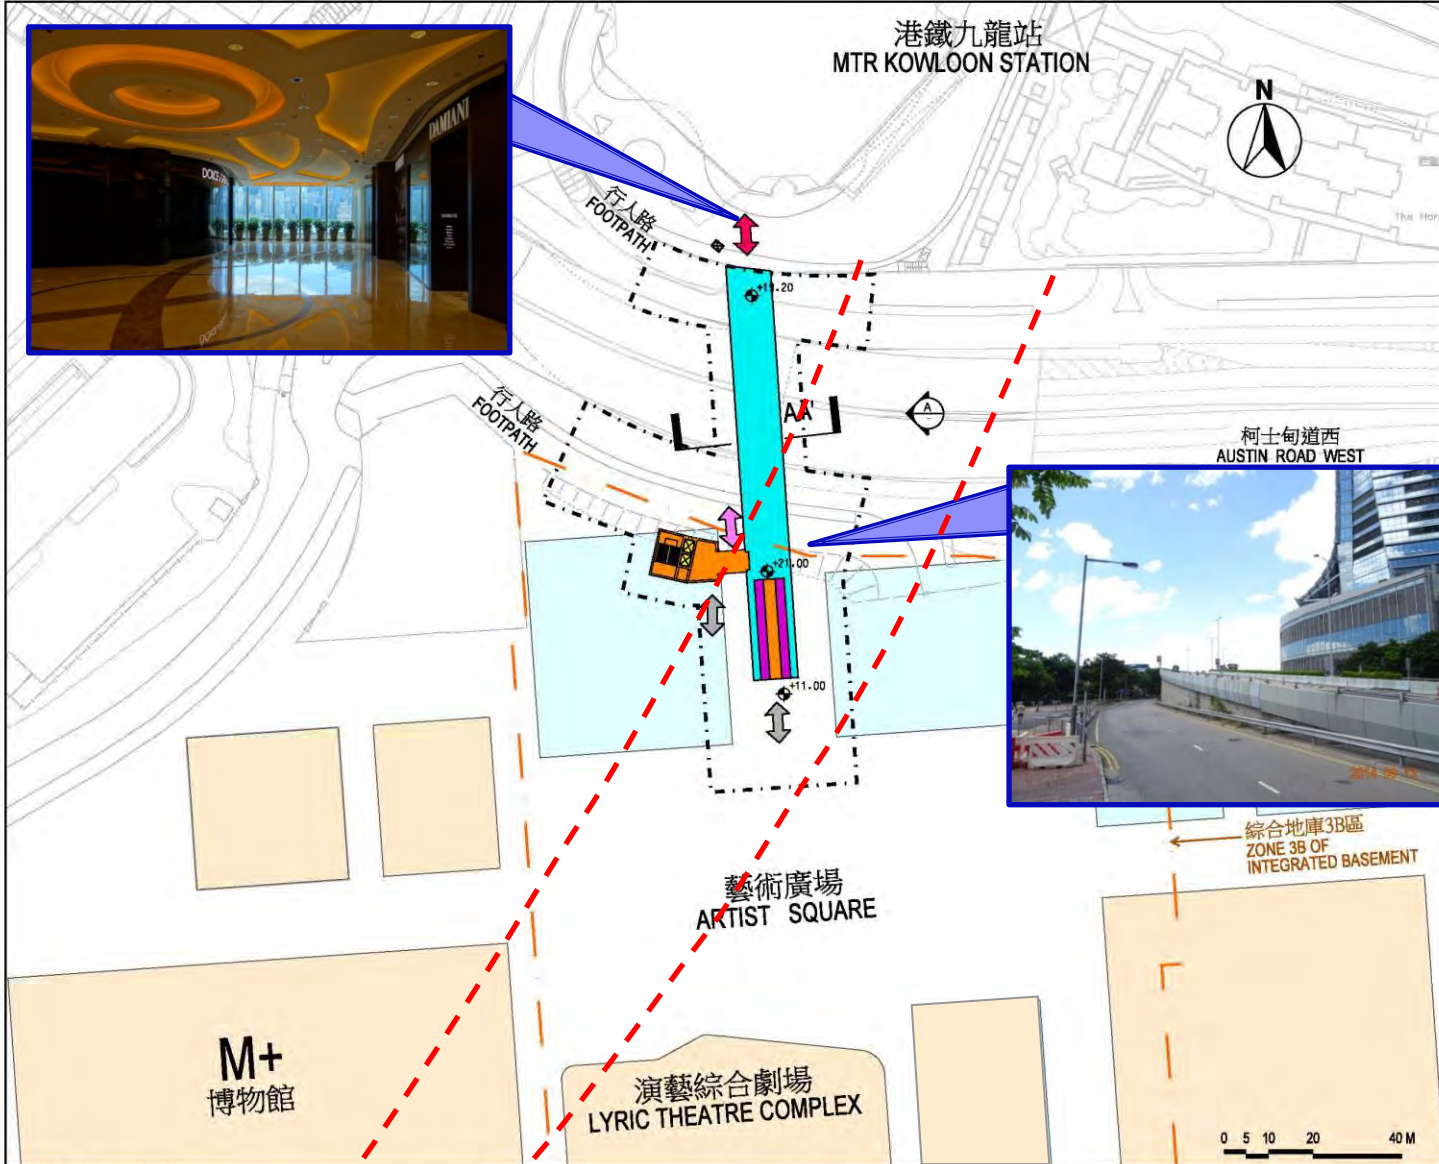 港鐵九龍站
MTR KOWLOON STATION
N
DAMIANI
行人路
FOOTPATH
+19.20
行人路
FOOTPATH
AA'
A
柯士甸道西
AUSTIN ROAD WEST
+21.00
+11.00
綜合地庫3B區
ZONE 3B OF
INTEGRATED BASEMENT
藝術廣場
ARTIST SQUARE
M+
博物館
演藝綜合劇場
LYRIC THEATRE COMPLEX
0 5 10 20 40 M